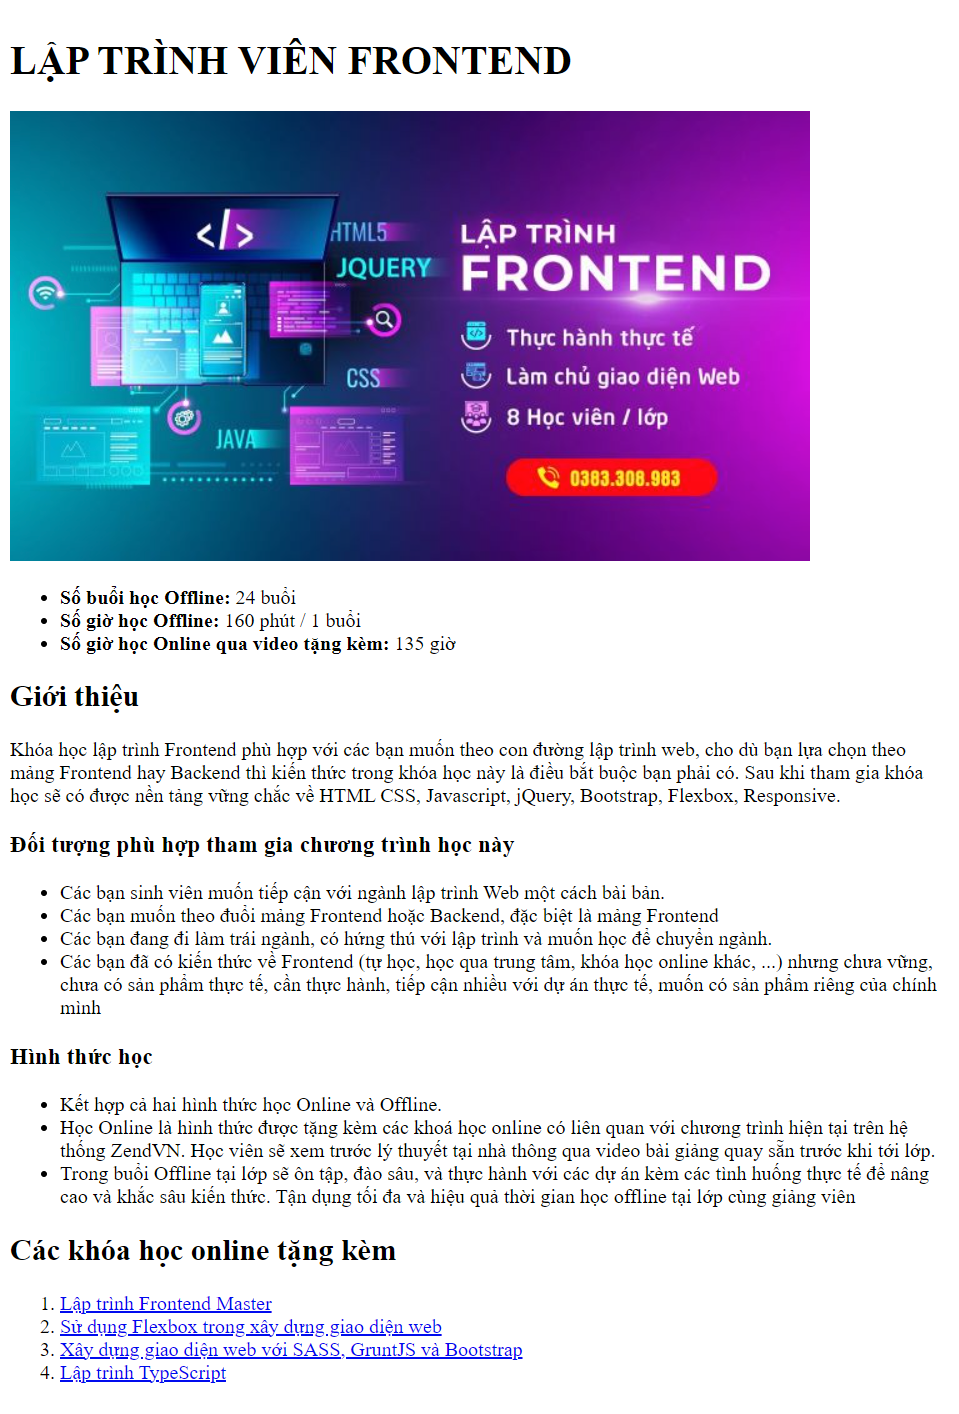 LẬP TRÌNH VIÊN FRONTEND
</>
HTML5
JQUERY
CSS
JAVA
LẬP TRÌNH
FRONTEND
Thực hành thực tế
Làm chủ giao diện Web
8 Học viên / lớp
0383.308.983
Số buổi học Offline: 24 buổi
Số giờ học Offline: 160 phút / 1 buổi
Số giờ học Online qua video tặng kèm: 135 giờ
Giới thiệu
Khóa học lập trình Frontend phù hợp với các bạn muốn theo con đường lập trình web, cho dù bạn lựa chọn theo
mảng Frontend hay Backend thì kiến thức trong khóa học này là điều bắt buộc bạn phải có. Sau khi tham gia khóa
học sẽ có được nền tảng vững chắc về HTML CSS, Javascript, jQuery, Bootstrap, Flexbox, Responsive.
Đối tượng phù hợp tham gia chương trình học này
Các bạn sinh viên muốn tiếp cận với ngành lập trình Web một cách bài bản.
Các bạn muốn theo đuổi mảng Frontend hoặc Backend, đặc biệt là mảng Frontend
Các bạn đang đi làm trái ngành, có hứng thú với lập trình và muốn học để chuyển ngành.
Các bạn đã có kiến thức về Frontend (tự học, học qua trung tâm, khóa học online khác, ...) nhưng chưa vững,
chưa có sản phẩm thực tế, cần thực hành, tiếp cận nhiều với dự án thực tế, muốn có sản phẩm riêng của chính
mình
Hình thức học
Kết hợp cả hai hình thức học Online và Offline.
Học Online là hình thức được tặng kèm các khoá học online có liên quan với chương trình hiện tại trên hệ
thống ZendVN. Học viên sẽ xem trước lý thuyết tại nhà thông qua video bài giảng quay sẵn trước khi tới lớp.
Trong buổi Offline tại lớp sẽ ôn tập, đào sâu, và thực hành với các dự án kèm các tình huống thực tế để nâng
cao và khắc sâu kiến thức. Tận dụng tối đa và hiệu quả thời gian học offline tại lớp cùng giảng viên
Các khóa học online tặng kèm
1. Lập trình Frontend Master
2. Sử dụng Flexbox trong xây dựng giao diện web
3. Xây dựng giao diện web với SASS, GruntJS và Bootstrap
4. Lập trình TypeScript